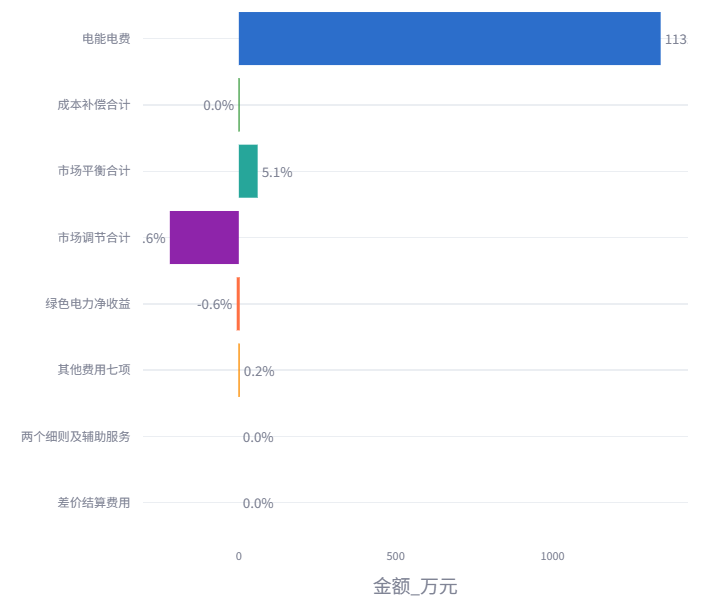 电能电费
113
成本补偿合计
0.0%
市场平衡合计
5.1%
市场调节合计
.6%
绿色电力净收益
-0.6%
其他费用七项
0.2%
两个细则及辅助服务
0.0%
差价结算费用
0.0%
0 500 1000
金额_万元